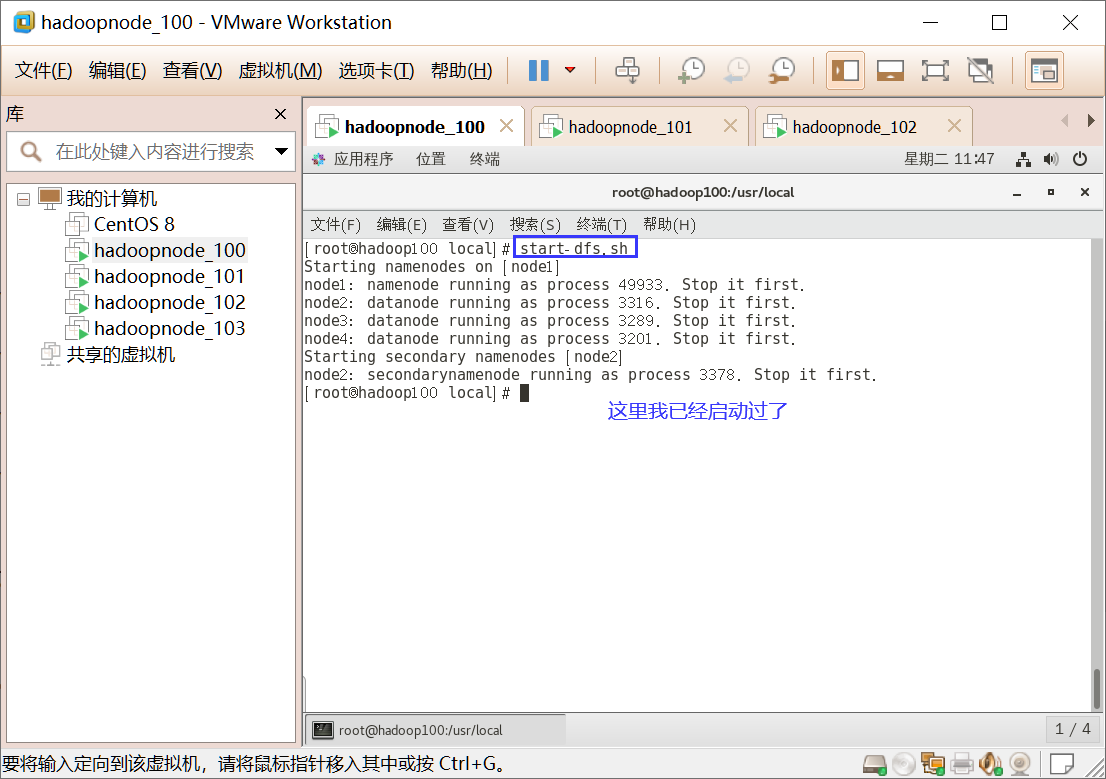 hadoopnode_100 - VMware Workstation
文件(F) 编辑(E) 查看(V) 虚拟机(M) 选项卡(T) 帮助(H)
库
在此处键入内容进行搜索
我的计算机
CentOS 8
hadoopnode_100
hadoopnode_101
hadoopnode_102
hadoopnode_103
共享的虚拟机
hadoopnode_100 hadoopnode_101 hadoopnode_102
应用程序 位置 终端 星期二 11:47
root@hadoop100:/usr/local
文件(F) 编辑(E) 查看(V) 搜索(S) 终端(T) 帮助(H)
[root@hadoop100 local]# start-dfs.sh
Starting namenodes on [node1]
node1: namenode running as process 49933. Stop it first.
node2: datanode running as process 3316. Stop it first.
node3: datanode running as process 3289. Stop it first.
node4: datanode running as process 3201. Stop it first.
Starting secondary namenodes [node2]
node2: secondarynamenode running as process 3378. Stop it first.
[root@hadoop100 local]#
这里我已经启动过了
root@hadoop100:/usr/local 1 / 4
要将输入定向到该虚拟机，请将鼠标指针移入其中或按 Ctrl+G。